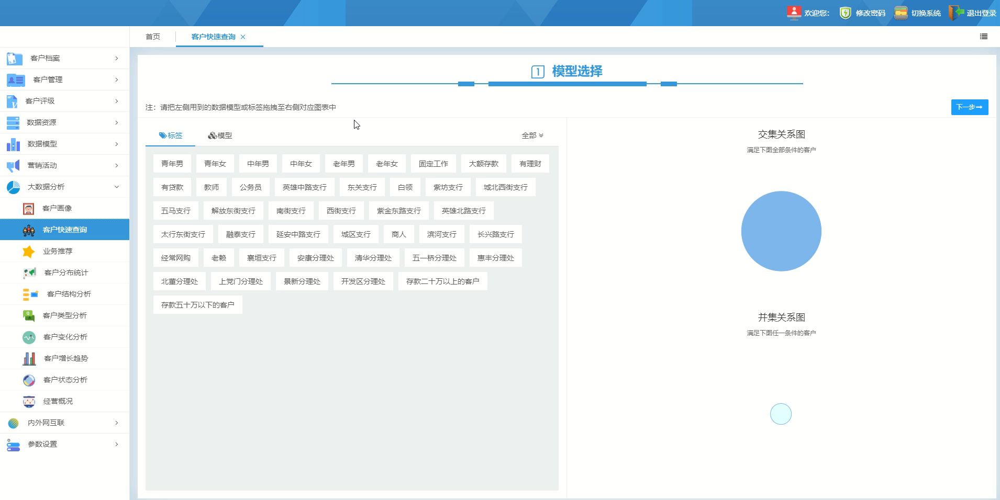 欢迎您: 修改密码 切换系统 退出登录
首页 客户快速查询 ×
客户档案
客户管理
客户评级
数据资源
数据模型
营销活动
大数据分析
客户画像
客户快速查询
业务推荐
客户分布统计
客户结构分析
客户类型分析
客户变化分析
客户增长趋势
客户状态分析
经营概况
内外网互联
参数设置
1 模型选择
注：请把左侧用到的数据模型或标签拖拽至右侧对应图表中
下一步
标签 模型 全部
青年男 青年女 中年男 中年女 老年男 老年女 固定工作 大额存款 有理财
有贷款 教师 公务员 英雄中路支行 东关支行 白领 紫坊支行 城北西街支行
五马支行 解放东街支行 南街支行 西街支行 紫金东路支行 英雄北路支行
太行东街支行 融泰支行 延安中路支行 城区支行 商人 滨河支行 长兴路支行
经常网购 老赖 襄垣支行 安康分理处 清华分理处 五一桥分理处 惠丰分理处
北董分理处 上党门分理处 景新分理处 开发区分理处 存款二十万以上的客户
存款五十万以下的客户
交集关系图
满足下图全部条件的客户
并集关系图
满足下图任一条件的客户